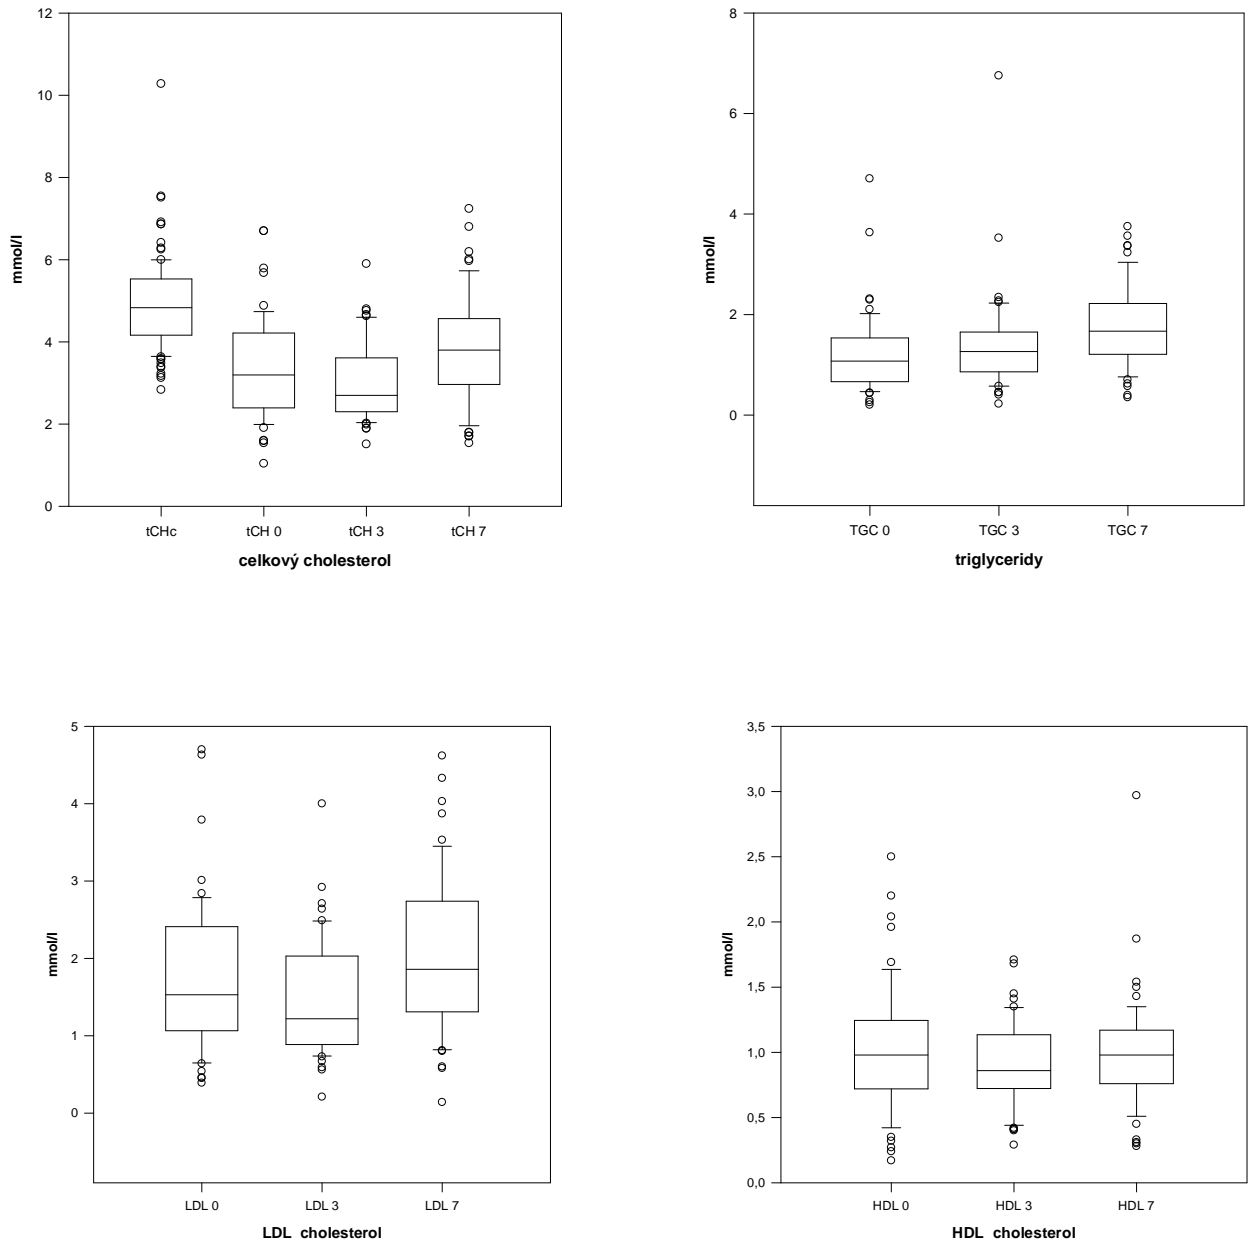 12
10
8
6
4
2
0
mmol/l
tCHc tCH 0 tCH 3 tCH 7
celkový cholesterol
8
6
4
2
0
mmol/l
TGC 0 TGC 3 TGC 7
triglyceridy
5
4
3
2
1
0
mmol/l
LDL 0 LDL 3 LDL 7
LDL cholesterol
3,5
3,0
2,5
2,0
1,5
1,0
0,5
0,0
mmol/l
HDL 0 HDL 3 HDL 7
HDL cholesterol